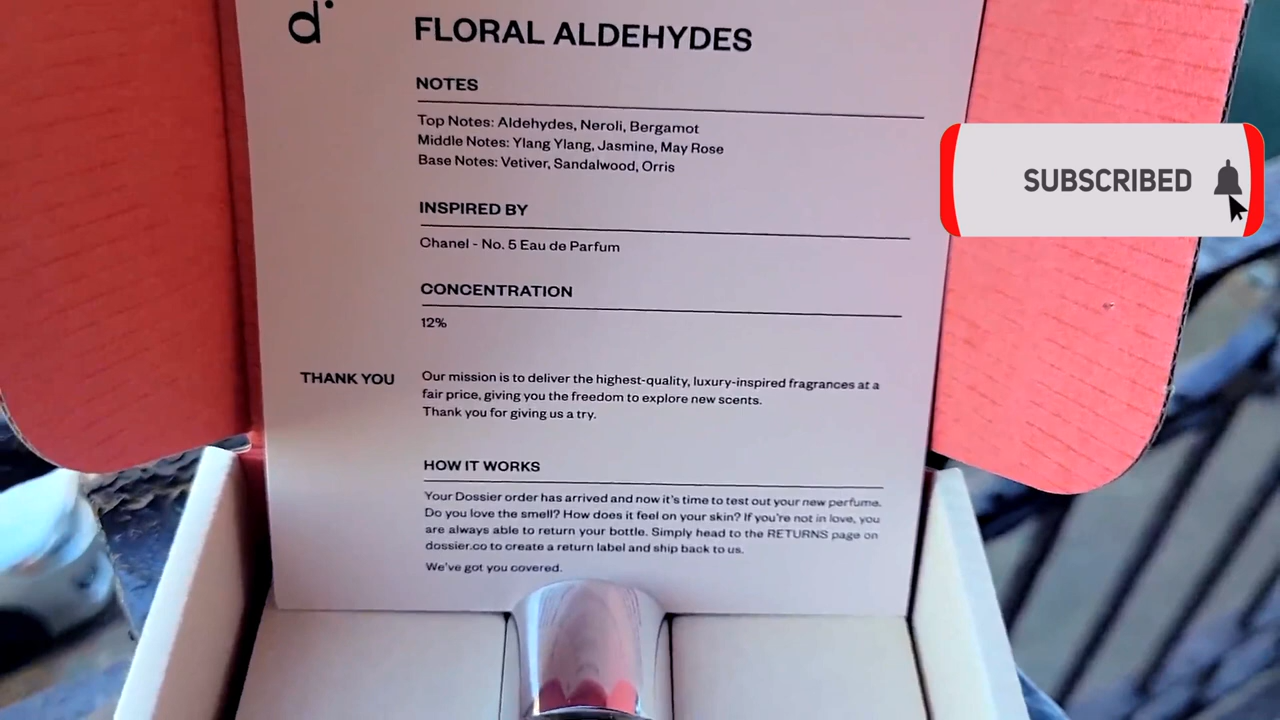 d
FLORAL ALDEHYDES
NOTES
Top Notes: Aldehydes, Neroli, Bergamot
Middle Notes: Ylang Ylang, Jasmine, May Rose
Base Notes: Vetiver, Sandalwood, Orris
SUBSCRIBED
INSPIRED BY
Chanel - No. 5 Eau de Parfum
CONCENTRATION
12%
THANK YOU
Our mission is to deliver the highest-quality, luxury-inspired fragrances at a
fair price, giving you the freedom to explore new scents.
Thank you for giving us a try.
HOW IT WORKS
Your Dossier order has arrived and now it's time to test out your new perfume.
Do you love the smell? How does it feel on your skin? If you're not in love, you
are always able to return your bottle. Simply head to the RETURNS page on
dossier.co to create a return label and ship back to us.
We've got you covered.